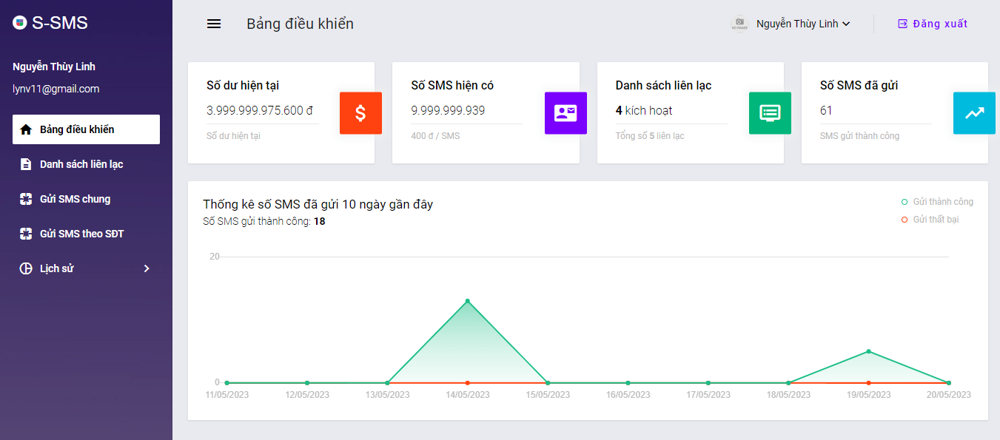 S-SMS
Nguyễn Thùy Linh
lynv11@gmail.com
Bảng điều khiển
Danh sách liên lạc
Gửi SMS chung
Gửi SMS theo SĐT
Lịch sử
Bảng điều khiển
Nguyễn Thùy Linh
Đăng xuất
Số dư hiện tại
3.999.999.975.600 đ
Số dư hiện tại
Số SMS hiện có
9.999.999.939
400 đ / SMS
Danh sách liên lạc
4 kích hoạt
Tổng số 5 liên lạc
Số SMS đã gửi
61
SMS gửi thành công
Thống kê số SMS đã gửi 10 ngày gần đây
Số SMS gửi thành công: 18
Gửi thành công
Gửi thất bại
20
0
11/05/2023 12/05/2023 13/05/2023 14/05/2023 15/05/2023 16/05/2023 17/05/2023 18/05/2023 19/05/2023 20/05/2023